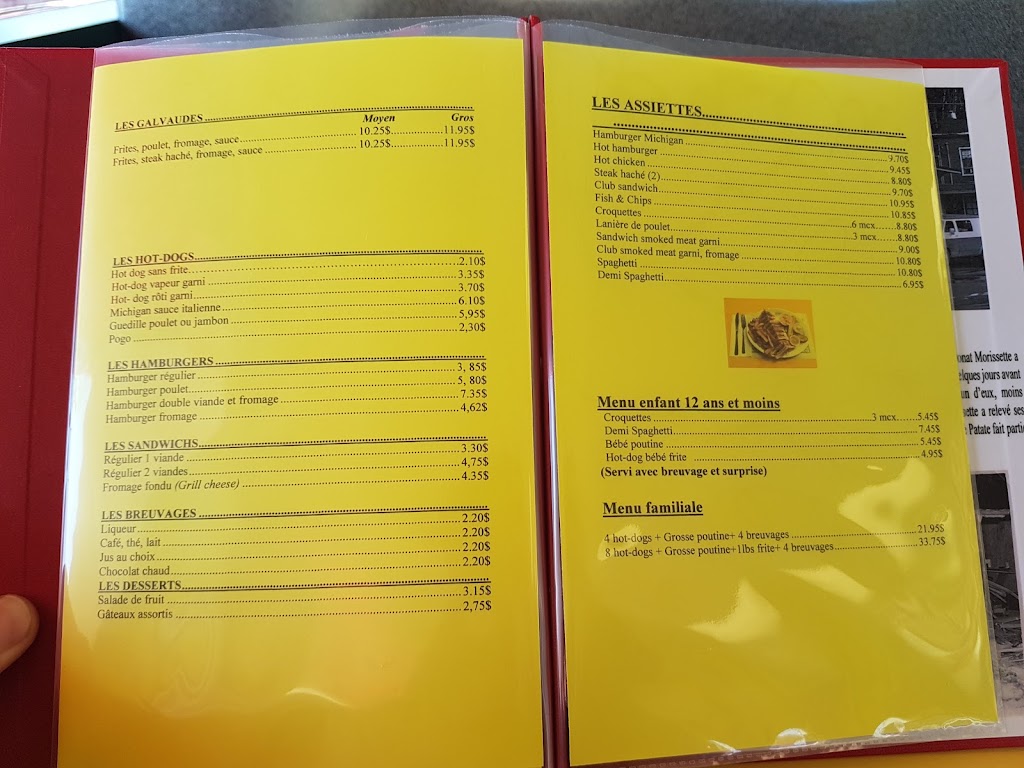 LES GALVAUDES
Moyen Gros
Frites, poulet, fromage, sauce 10.25$ 11.95$
Frites, steak haché, fromage, sauce 10.25$ 11.95$
LES HOT-DOGS
Hot dog sans frite 2.10$
Hot-dog vapeur garni 3.35$
Hot- dog rôti garni 3.70$
Michigan sauce italienne 6.10$
Guedille poulet ou jambon 5,95$
Pogo 2,30$
LES HAMBURGERS
Hamburger régulier 3, 85$
Hamburger poulet 5, 80$
Hamburger double viande et fromage 7.35$
Hamburger fromage 4,62$
LES SANDWICHS
Régulier 1 viande 3.30$
Régulier 2 viandes 4,75$
Fromage fondu (Grill cheese) 4.35$
LES BREUVAGES
Liqueur 2.20$
Café, thé, lait 2.20$
Jus au choix 2.20$
Chocolat chaud 2.20$
LES DESSERTS
Salade de fruit 3.15$
Gâteaux assortis 2,75$
LES ASSIETTES
Hamburger Michigan 9.70$
Hot hamburger 9.45$
Hot chicken 8.80$
Steak haché (2) 9.70$
Club sandwich 10.95$
Fish & Chips 10.85$
Croquettes 6 mcx 8.80$
Lanière de poulet 3 mcx 8.80$
Sandwich smoked meat garni 9.00$
Club smoked meat garni, fromage 10.80$
Spaghetti 10.80$
Demi Spaghetti 6.95$
Menu enfant 12 ans et moins
Croquettes 3 mcx 5.45$
Demi Spaghetti 7.45$
Bébé poutine 5.45$
Hot-dog bébé frite 4.95$
(Servi avec breuvage et surprise)
Menu familiale
4 hot-dogs + Grosse poutine+ 4 breuvages 21.95$
8 hot-dogs + Grosse poutine+1lbs frite+ 4 breuvages 33.75$
Morissette a
jours avant
d'eux, moins
a relevé ses
Patate fait